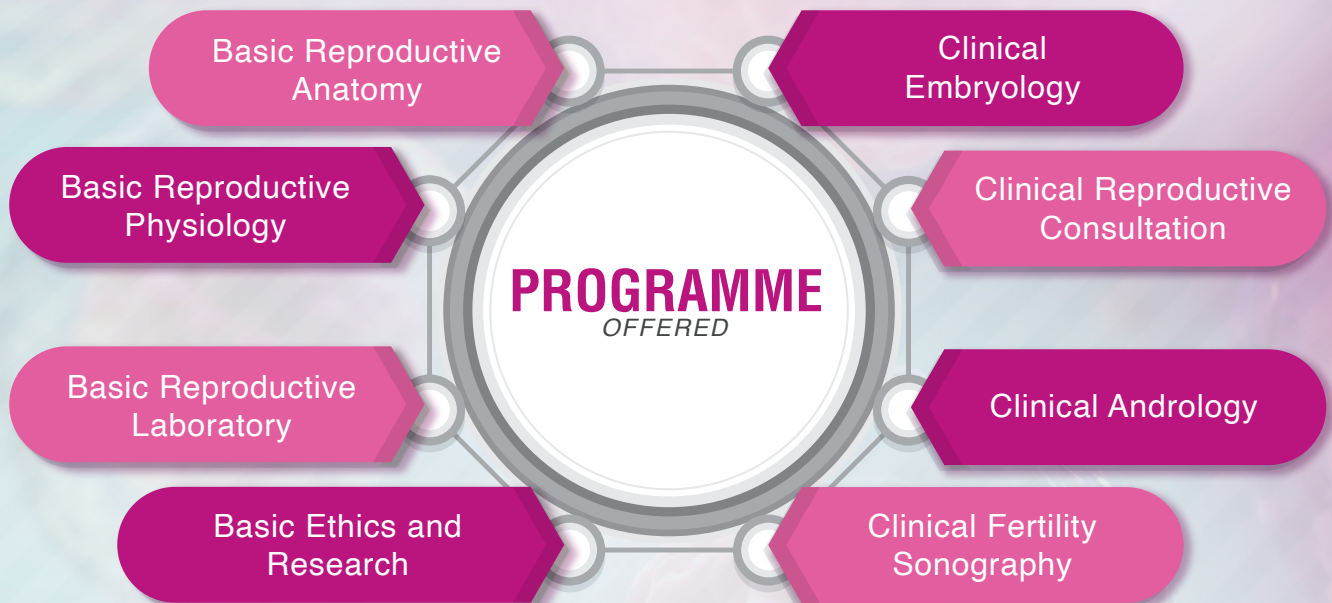 Basic Reproductive
Anatomy
Basic Reproductive
Physiology
Basic Reproductive
Laboratory
Basic Ethics and
Research
PROGRAMME
OFFERED
Clinical
Embryology
Clinical Reproductive
Consultation
Clinical Andrology
Clinical Fertility
Sonography